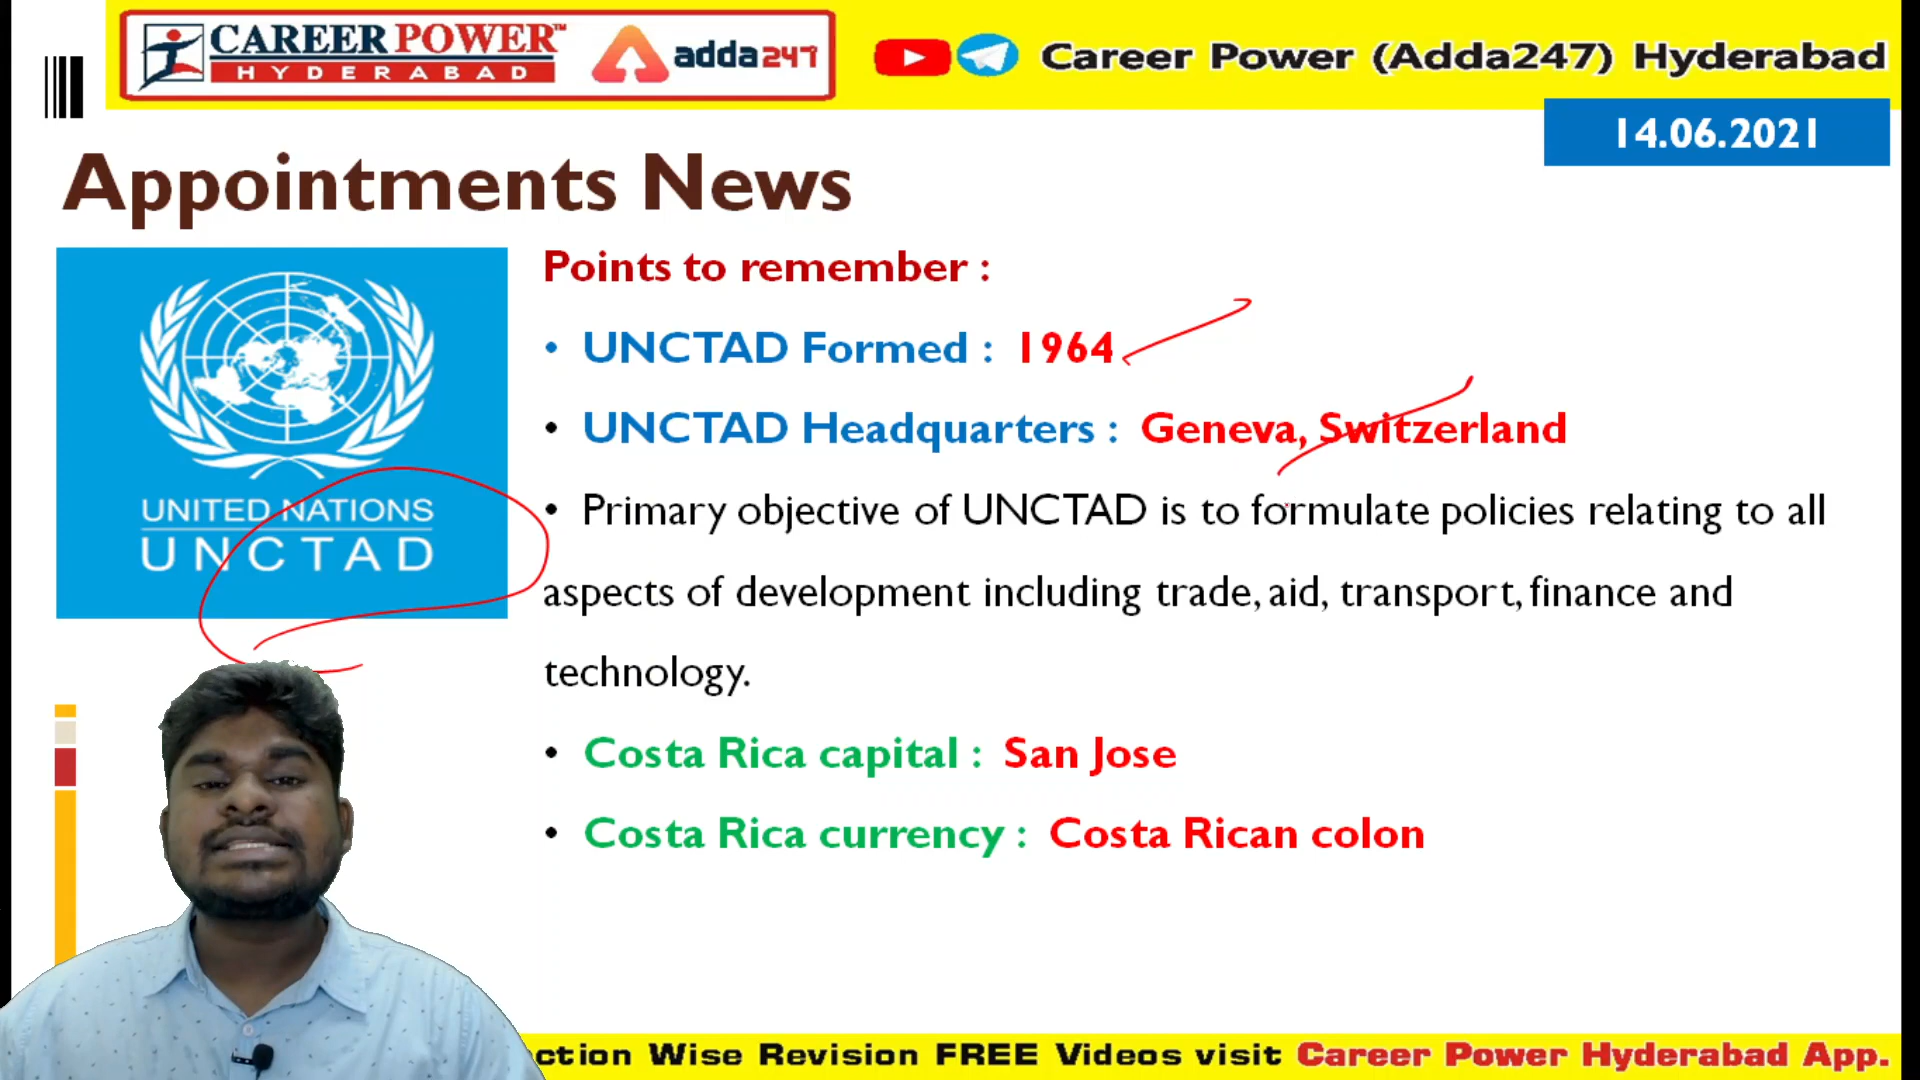 CAREER POWER™
HYDERABAD
adda247
Career Power (Adda247) Hyderabad
14.06.2021
Appointments News
UNITED NATIONS
UNCTAD
Points to remember :
• UNCTAD Formed : 1964
• UNCTAD Headquarters : Geneva, Switzerland
• Primary objective of UNCTAD is to formulate policies relating to all
aspects of development including trade, aid, transport, finance and
technology.
• Costa Rica capital : San Jose
• Costa Rica currency : Costa Rican colon
ction Wise Revision FREE Videos visit Career Power Hyderabad App.